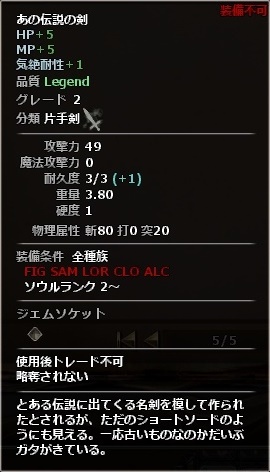 装備不可
あの伝説の剣
HP+5
MP+5
気絶耐性+1
品質 Legend
グレード 2
分類 片手剣
攻撃力 49
魔法攻撃力 0
耐久度 3/3 (+1)
重量 3.80
硬度 1
物理属性 斬80 打0 突20
装備条件 全種族
FIG SAM LOR CLO ALC
ソウルランク 2～
ジェムソケット
5/5
使用後トレード不可
略奪されない
とある伝説に出てくる名剣を模して作られ
たとされるが、ただのショートソードのよ
うにも見える。一応古いものなのかだいぶ
ガタがきている。